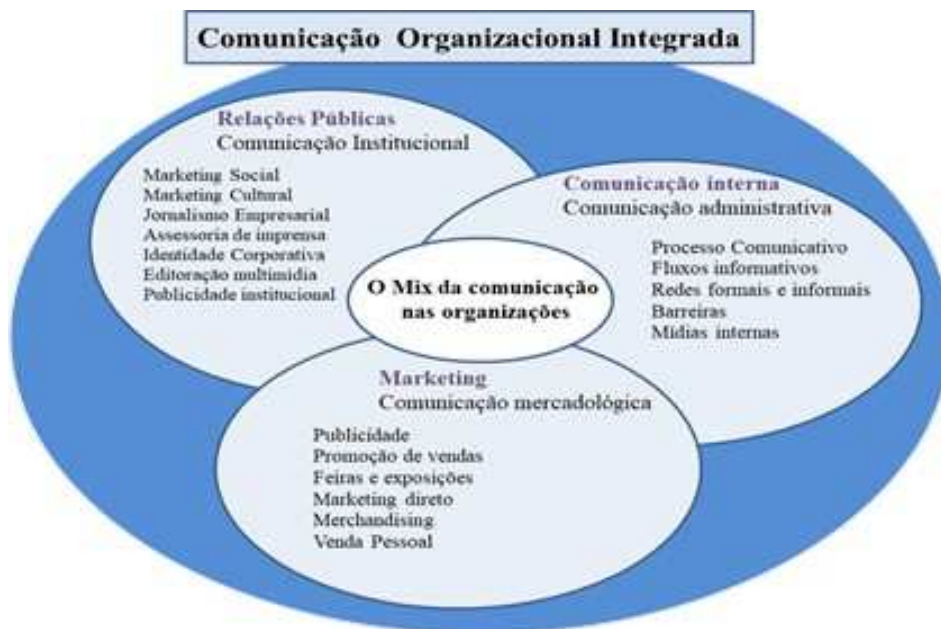 Comunicação Organizacional Integrada
Relações Públicas
Comunicação Institucional
Marketing Social
Marketing Cultural
Jornalismo Empresarial
Assessoria de imprensa
Identidade Corporativa
Editoração multimídia
Publicidade institucional
Comunicação interna
Comunicação administrativa
Processo Comunicativo
Fluxos informativos
Redes formais e informais
Barreiras
Mídias internas
O Mix da comunicação
nas organizações
Marketing
Comunicação mercadológica
Publicidade
Promoção de vendas
Feiras e exposições
Marketing direto
Merchandising
Venda Pessoal